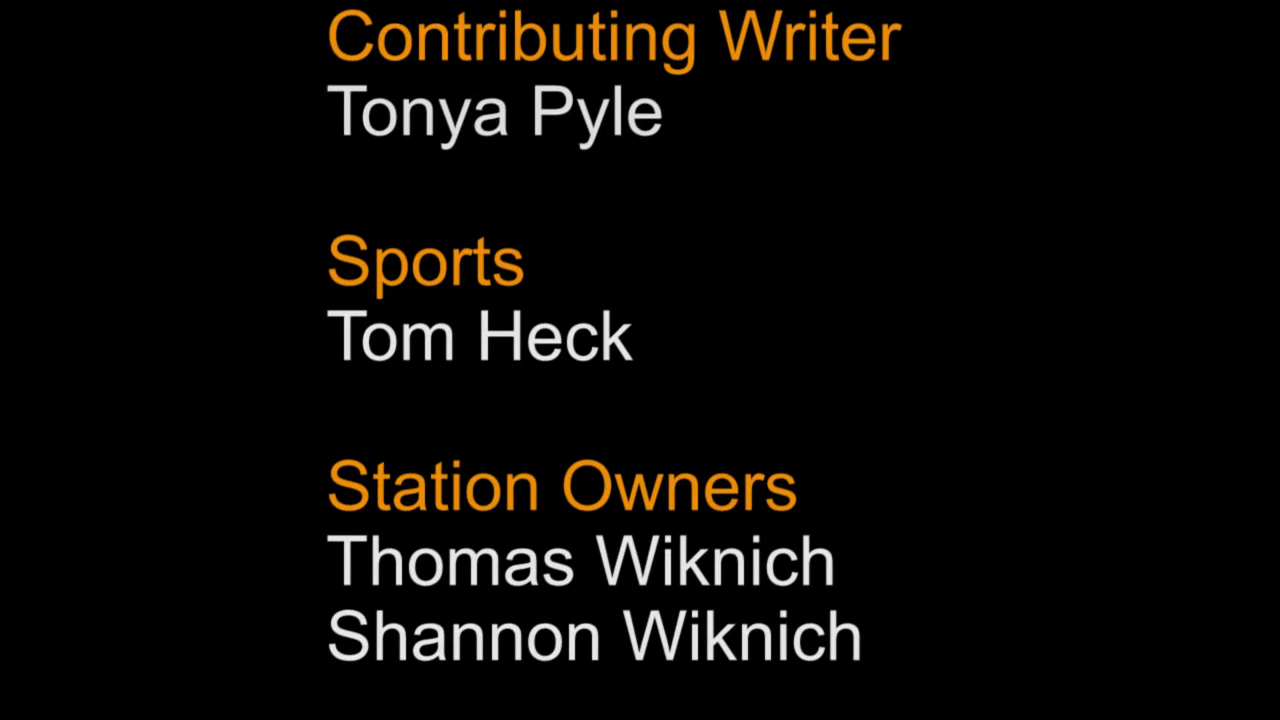 Contributing Writer
Tonya Pyle
Sports
Tom Heck
Station Owners
Thomas Wiknich
Shannon Wiknich